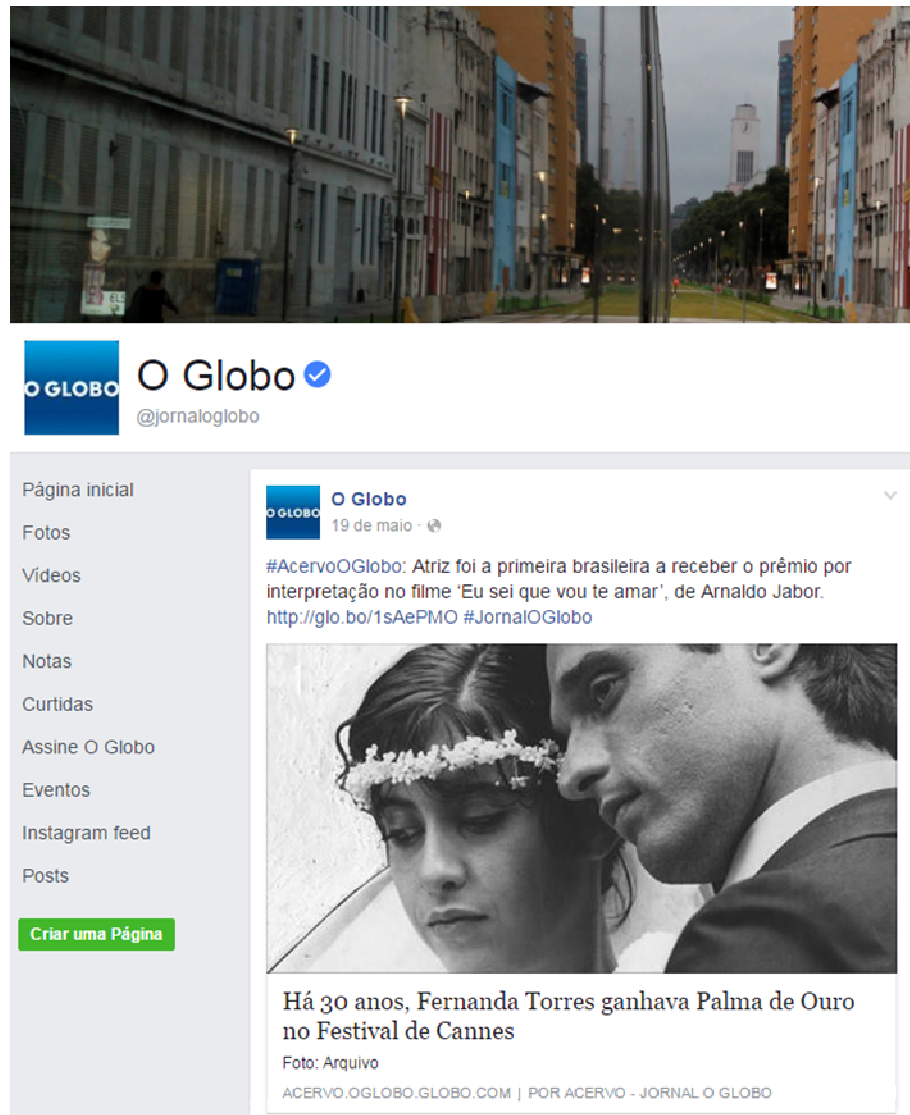 O GLOBO
O Globo
@jornaloglobo
Página inicial
Fotos
Vídeos
Sobre
Notas
Curtidas
Assine O Globo
Eventos
Instagram feed
Posts
Criar uma Página
O GLOBO
O Globo
19 de maio ·
#AcervoOGlobo: Atriz foi a primeira brasileira a receber o prêmio por
interpretação no filme ‘Eu sei que vou te amar’, de Arnaldo Jabor.
http://glo.bo/1sAePMO #JornalOGlobo
Há 30 anos, Fernanda Torres ganhava Palma de Ouro
no Festival de Cannes
Foto: Arquivo
ACERVO.OGLOBO.GLOBO.COM | POR ACERVO - JORNAL O GLOBO